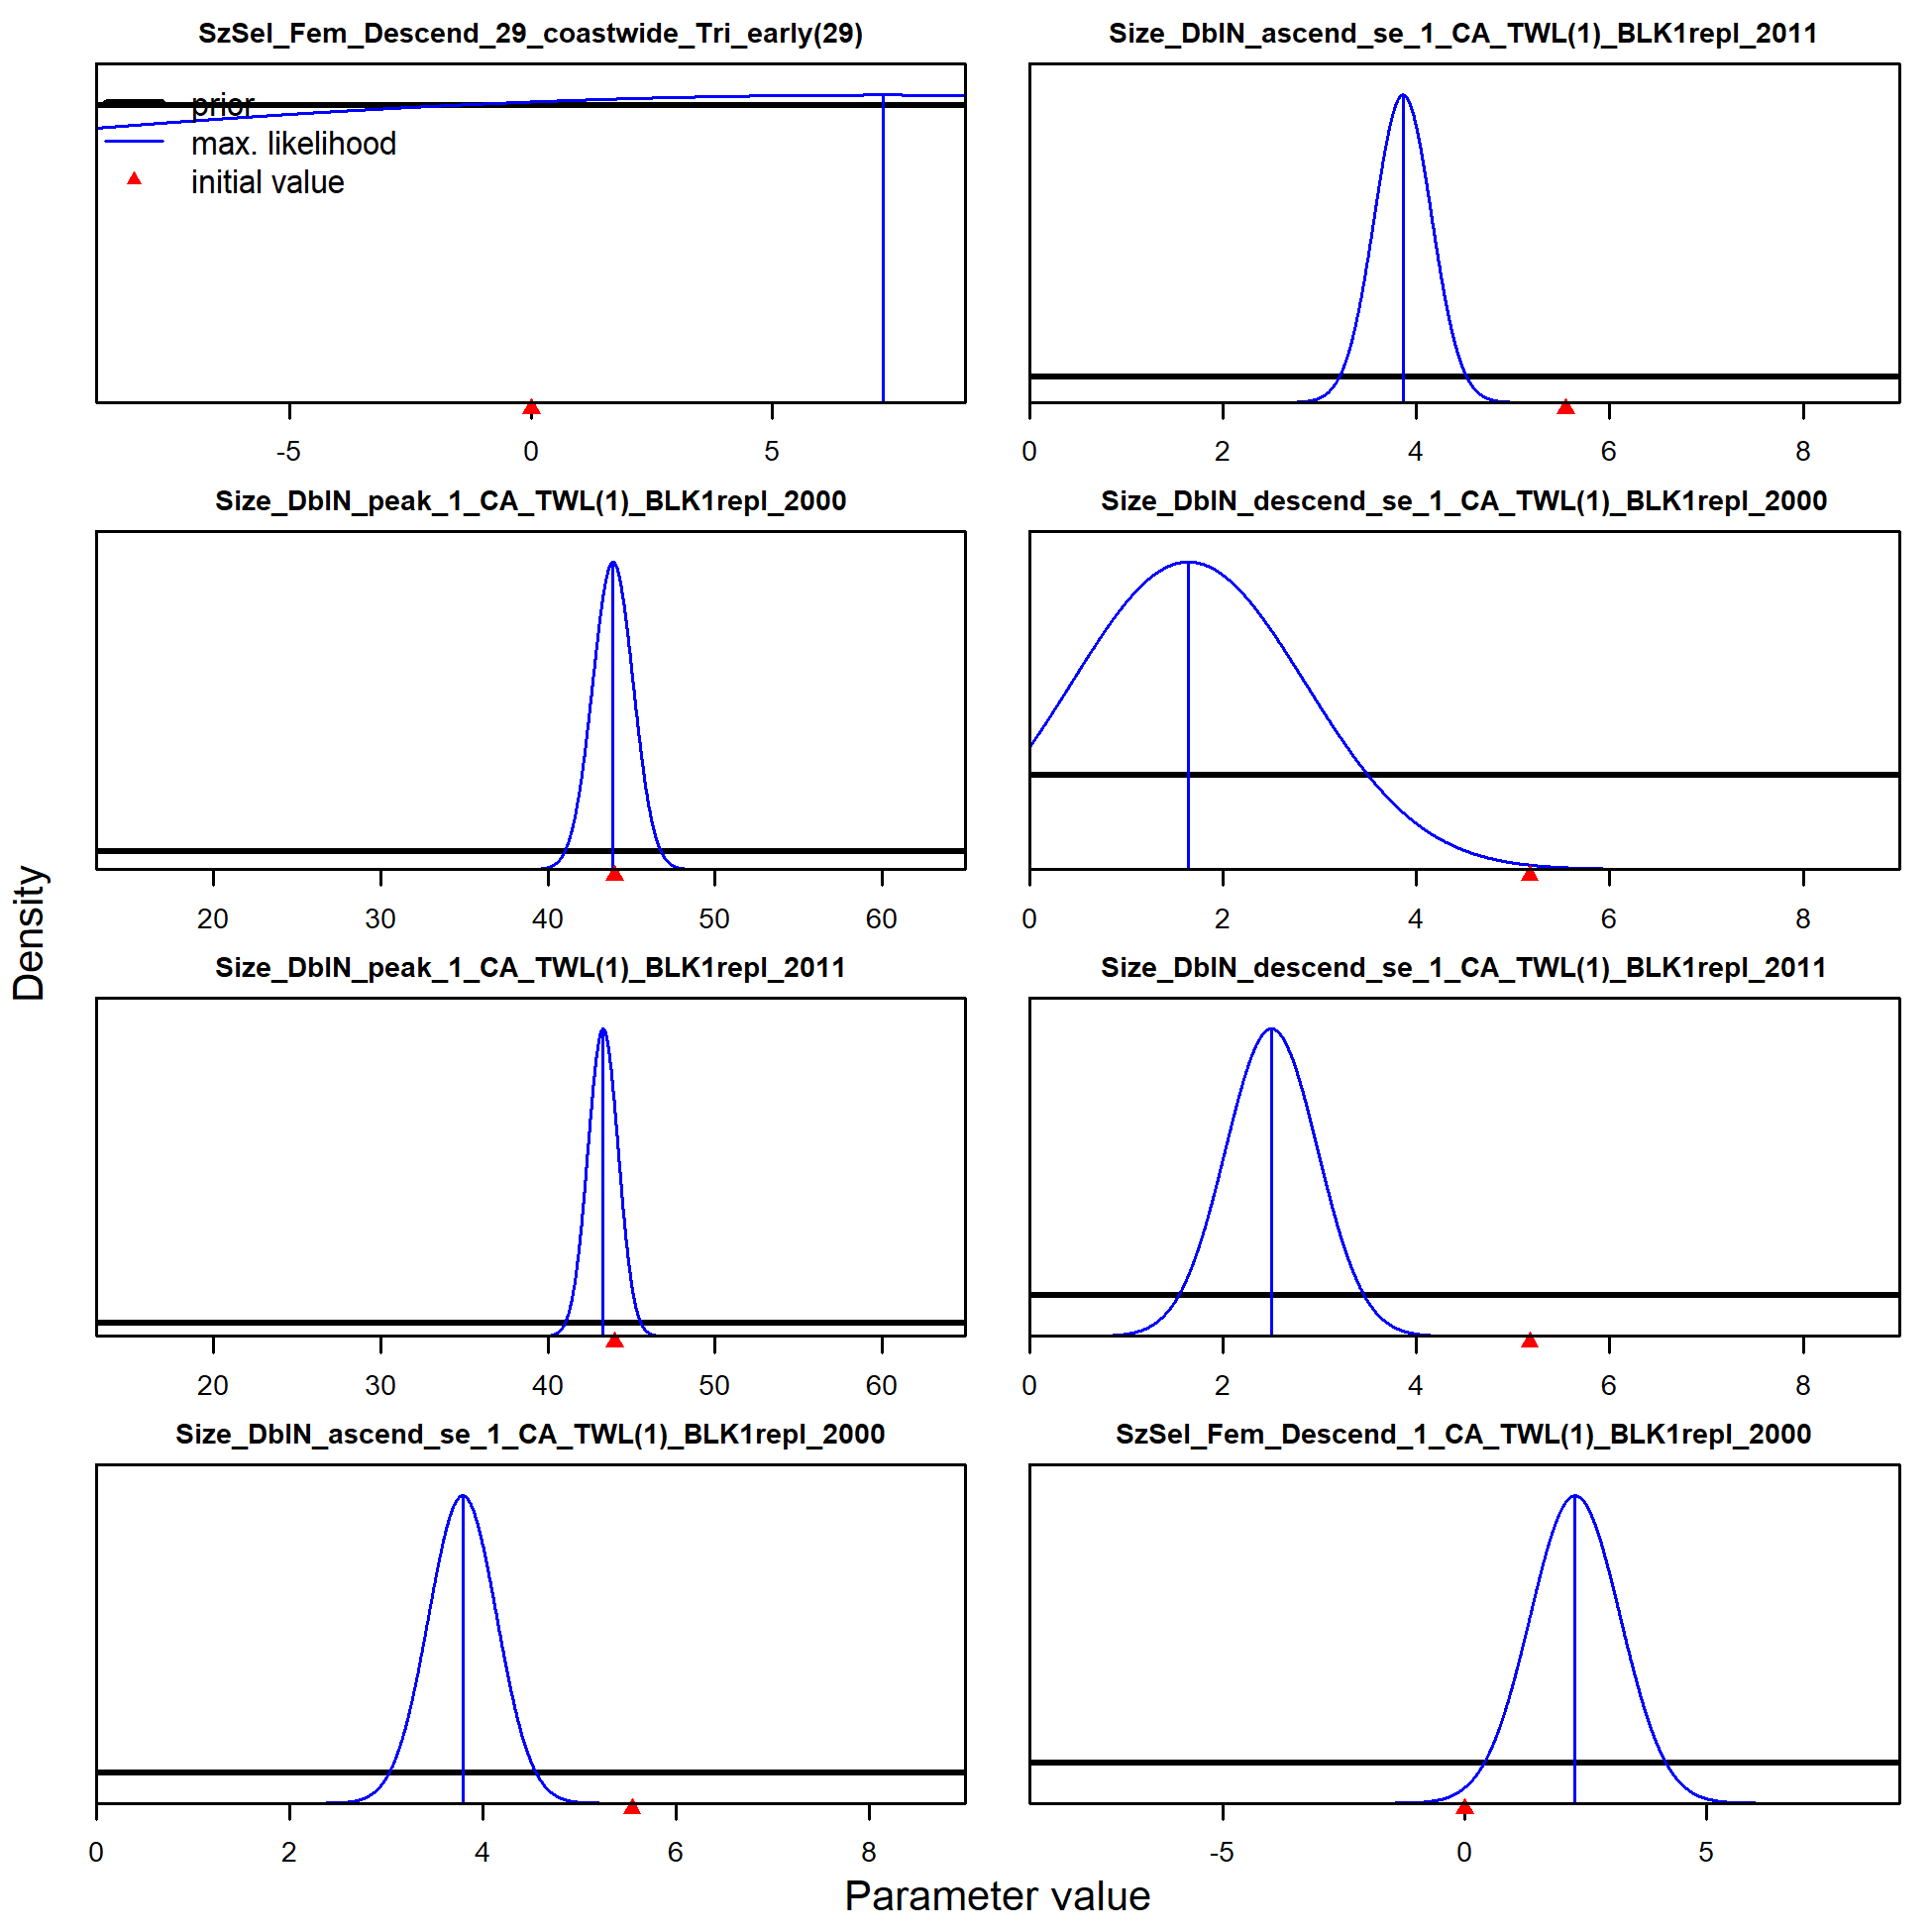 SzSel_Fem_Descend_29_coastwide_Tri_early(29)
prior
max. likelihood
initial value
-5 0 5
Size_DblN_ascend_se_1_CA_TWL(1)_BLK1repl_2011
0 2 4 6 8
Size_DblN_peak_1_CA_TWL(1)_BLK1repl_2000
20 30 40 50 60
Size_DblN_descend_se_1_CA_TWL(1)_BLK1repl_2000
0 2 4 6 8
Density
Size_DblN_peak_1_CA_TWL(1)_BLK1repl_2011
20 30 40 50 60
Size_DblN_descend_se_1_CA_TWL(1)_BLK1repl_2011
0 2 4 6 8
Size_DblN_ascend_se_1_CA_TWL(1)_BLK1repl_2000
0 2 4 6 8
SzSel_Fem_Descend_1_CA_TWL(1)_BLK1repl_2000
-5 0 5
Parameter value